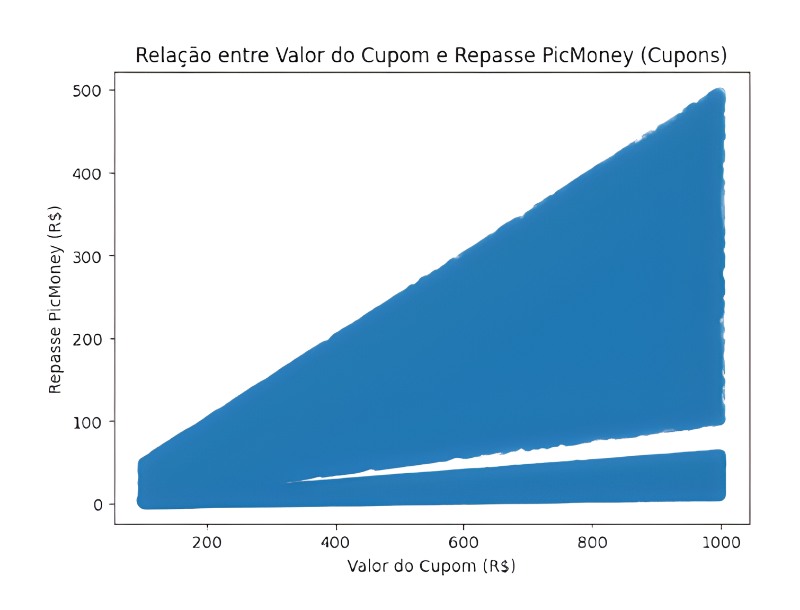 Relação entre Valor do Cupom e Repasse PicMoney (Cupons)
500
400
300
200
100
0
Repasse PicMoney (R$)
200 400 600 800 1000
Valor do Cupom (R$)